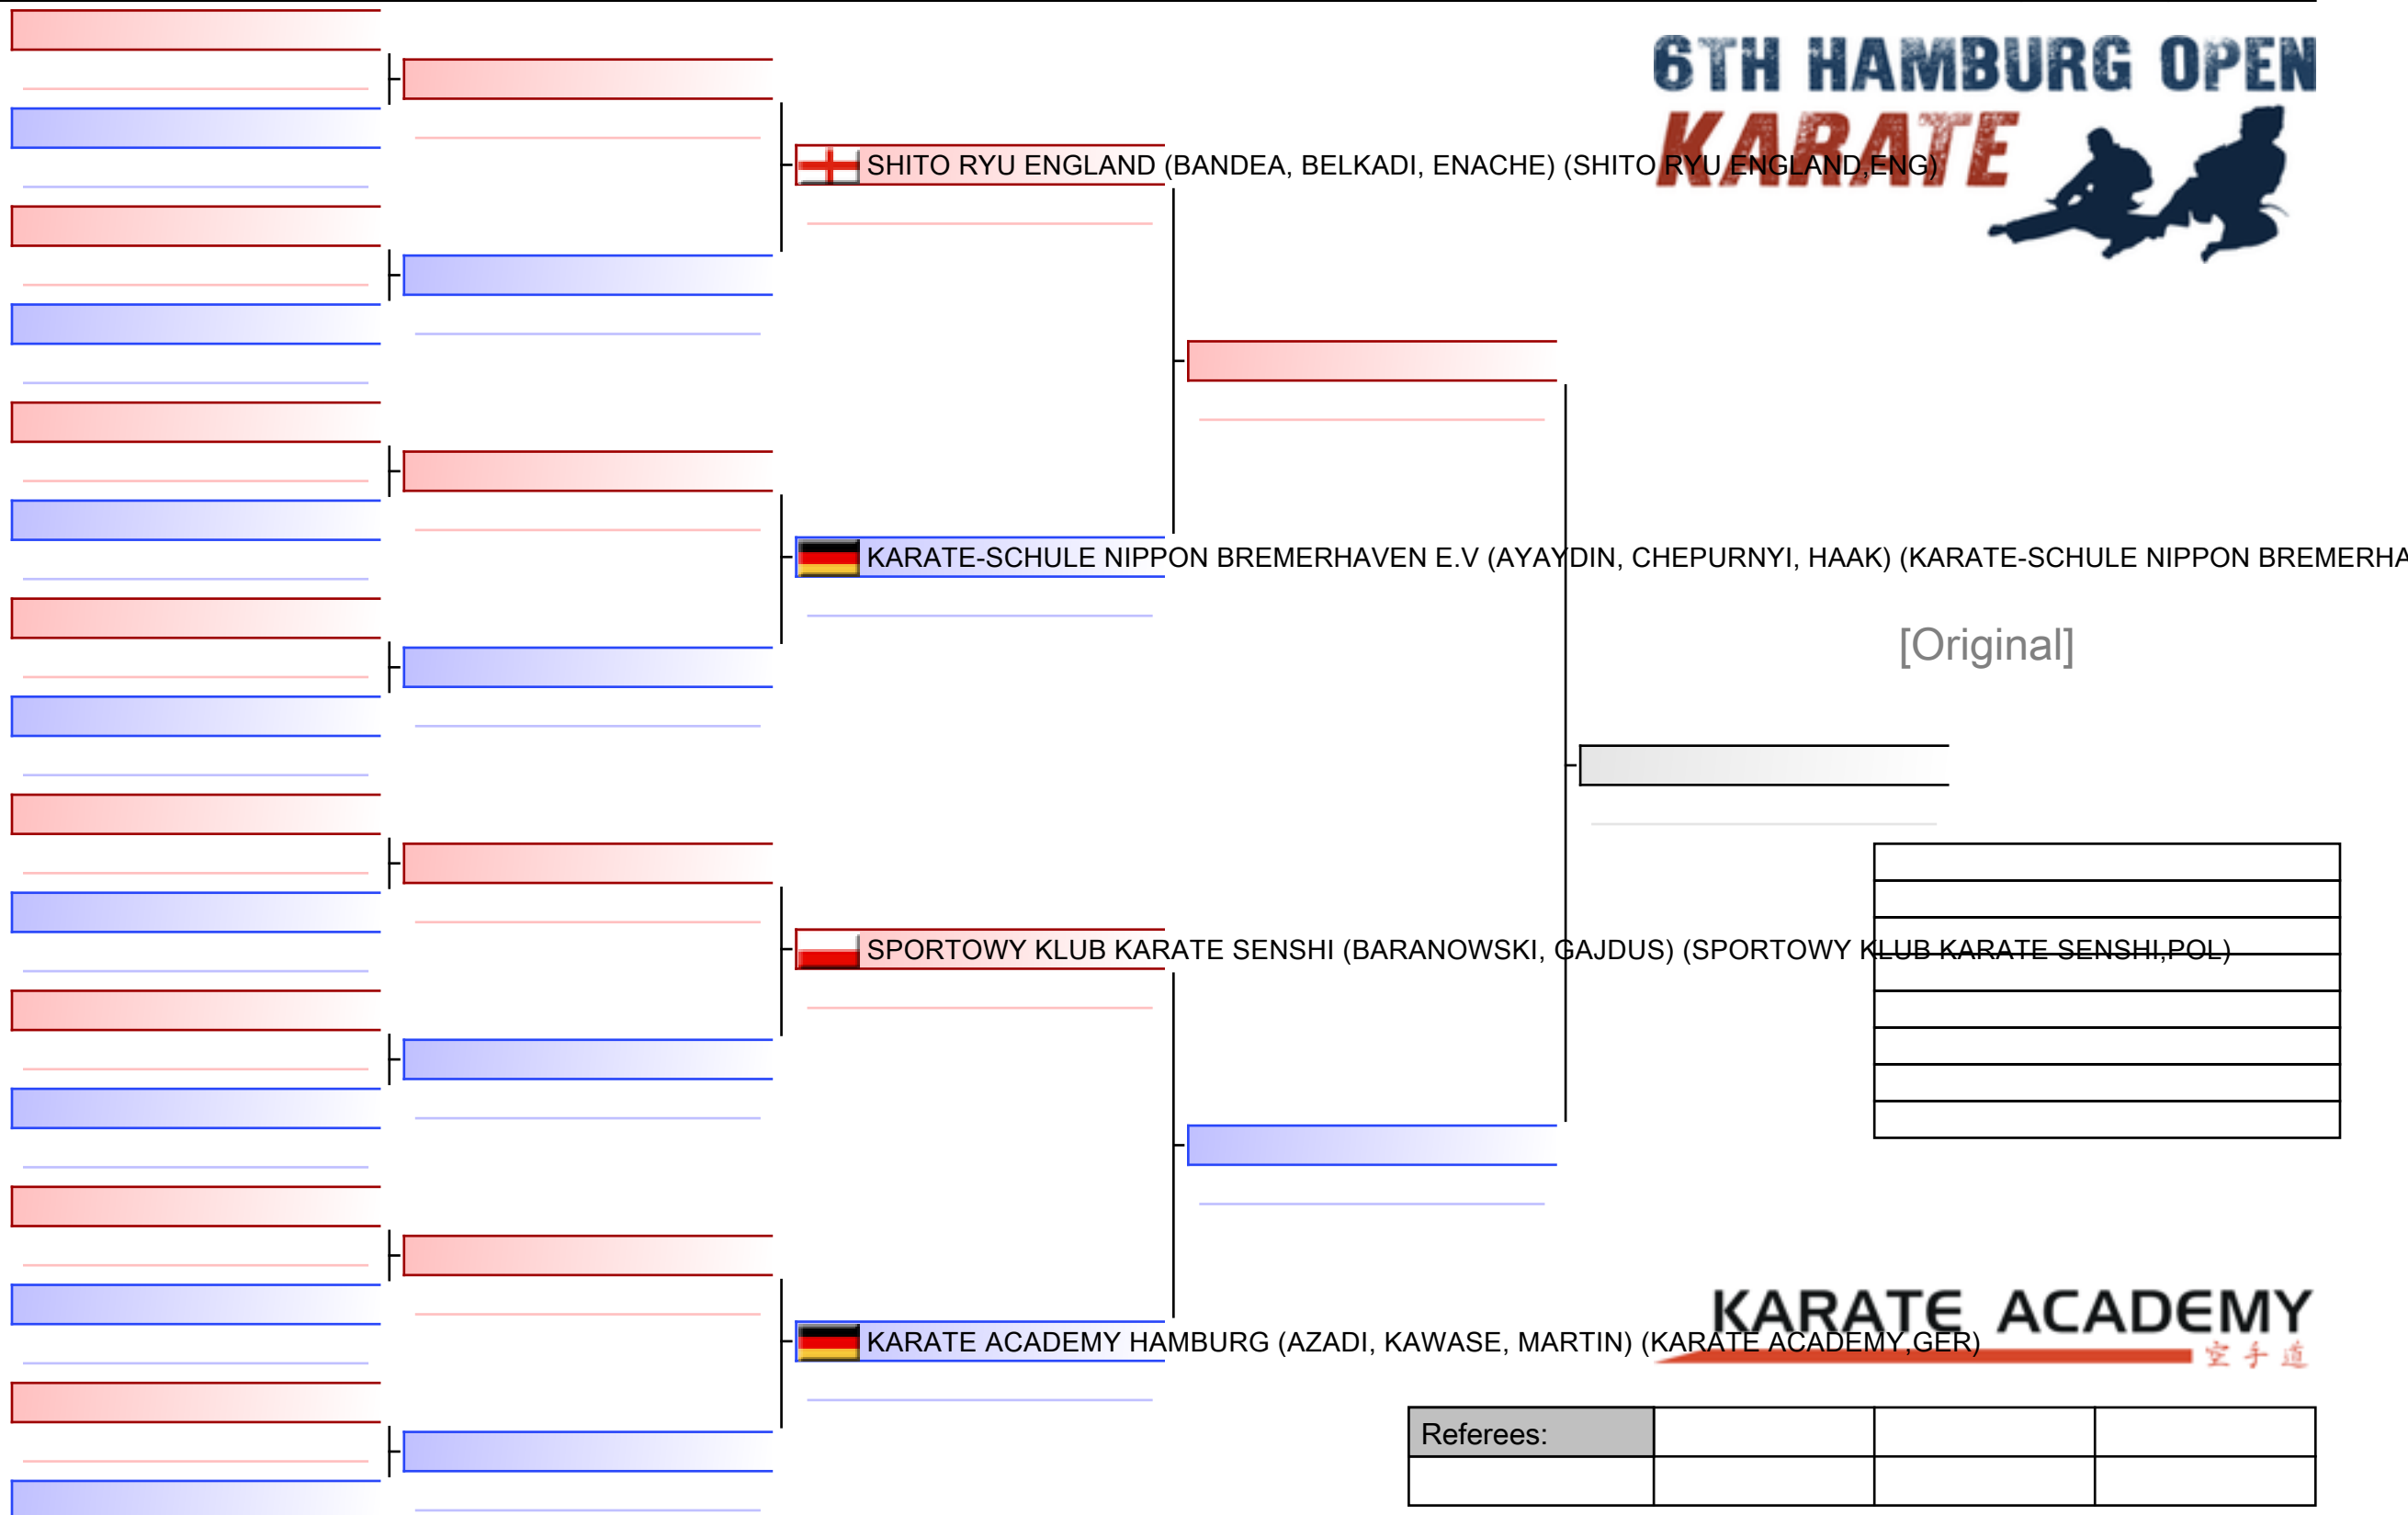 6TH HAMBURG OPEN
KARATE
SHITO RYU ENGLAND (BANDEA, BELKADI, ENACHE) (SHITO RYU ENGLAND,ENG)
KARATE-SCHULE NIPPON BREMERHAVEN E.V (AYAYDIN, CHEPURNYI, HAAK) (KARATE-SCHULE NIPPON BREMERHA
[Original]
SPORTOWY KLUB KARATE SENSHI (BARANOWSKI, GAJDUS) (SPORTOWY KLUB KARATE SENSHI,POL)
KARATE ACADEMY
KARATE ACADEMY HAMBURG (AZADI, KAWASE, MARTIN) (KARATE ACADEMY,GER)
空手道
Referees: